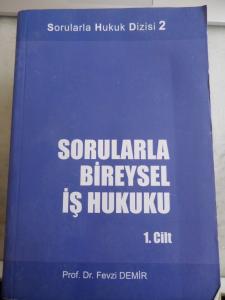 Sorularla Hukuk Dizisi 2
SORULARLA
BİREYSEL
İŞ HUKUKU
1. Cilt
Prof. Dr. Fevzi DEMİR